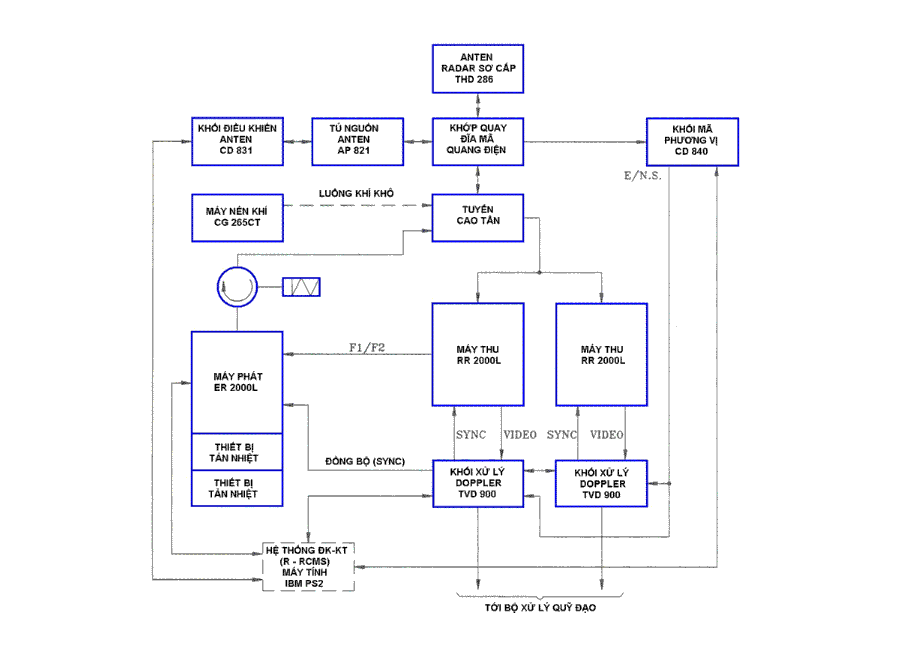 ANTEN
RADAR SƠ CẤP
THD 286
KHỐI ĐIỀU KHIỂN
ANTEN
CD 831
TỦ NGUỒN
ANTEN
AP 821
KHỚP QUAY
ĐĨA MÃ
QUANG ĐIỆN
KHỐI MÃ
PHƯƠNG VỊ
CD 840
E/N.S.
LUỒNG KHÍ KHÔ
MÁY NÉN KHÍ
CG 265CT
TUYẾN
CAO TẦN
MÁY THU
RR 2000L
MÁY THU
RR 2000L
F1/F2
MÁY PHÁT
ER 2000L
SYNC
VIDEO
SYNC
VIDEO
THIẾT BỊ
TẢN NHIỆT
ĐỒNG BỘ (SYNC)
KHỐI XỬ LÝ
DOPPLER
TVD 900
KHỐI XỬ LÝ
DOPPLER
TVD 900
THIẾT BỊ
TẢN NHIỆT
HỆ THỐNG ĐK-KT
(R - RCMS)
MÁY TÍNH
IBM PS2
TỚI BỘ XỬ LÝ QUỸ ĐẠO